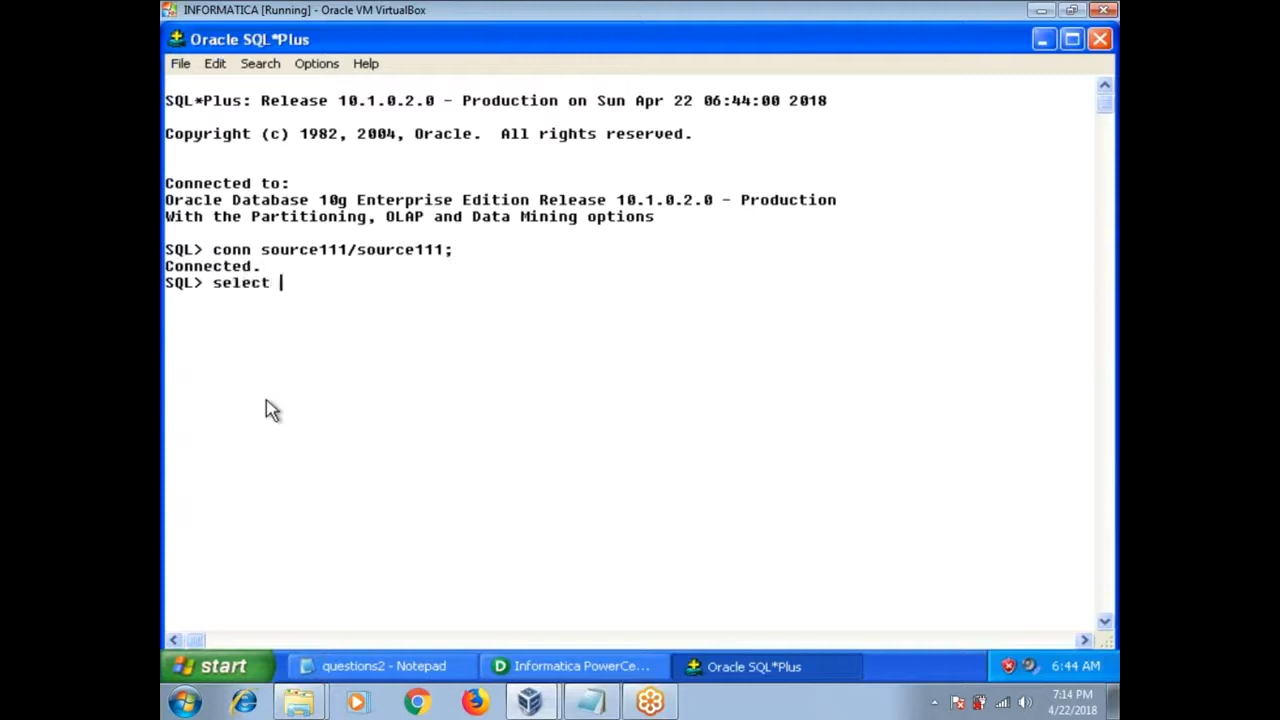 INFORMATICA [Running] - Oracle VM VirtualBox
Oracle SQL*Plus
File Edit Search Options Help
SQL*Plus: Release 10.1.0.2.0 - Production on Sun Apr 22 06:44:00 2018
Copyright (c) 1982, 2004, Oracle.  All rights reserved.
Connected to:
Oracle Database 10g Enterprise Edition Release 10.1.0.2.0 - Production
With the Partitioning, OLAP and Data Mining options
SQL> conn source111/source111;
Connected.
SQL> select
start questions2 - Notepad Informatica PowerCe... Oracle SQL*Plus 6:44 AM
7:14 PM
4/22/2018